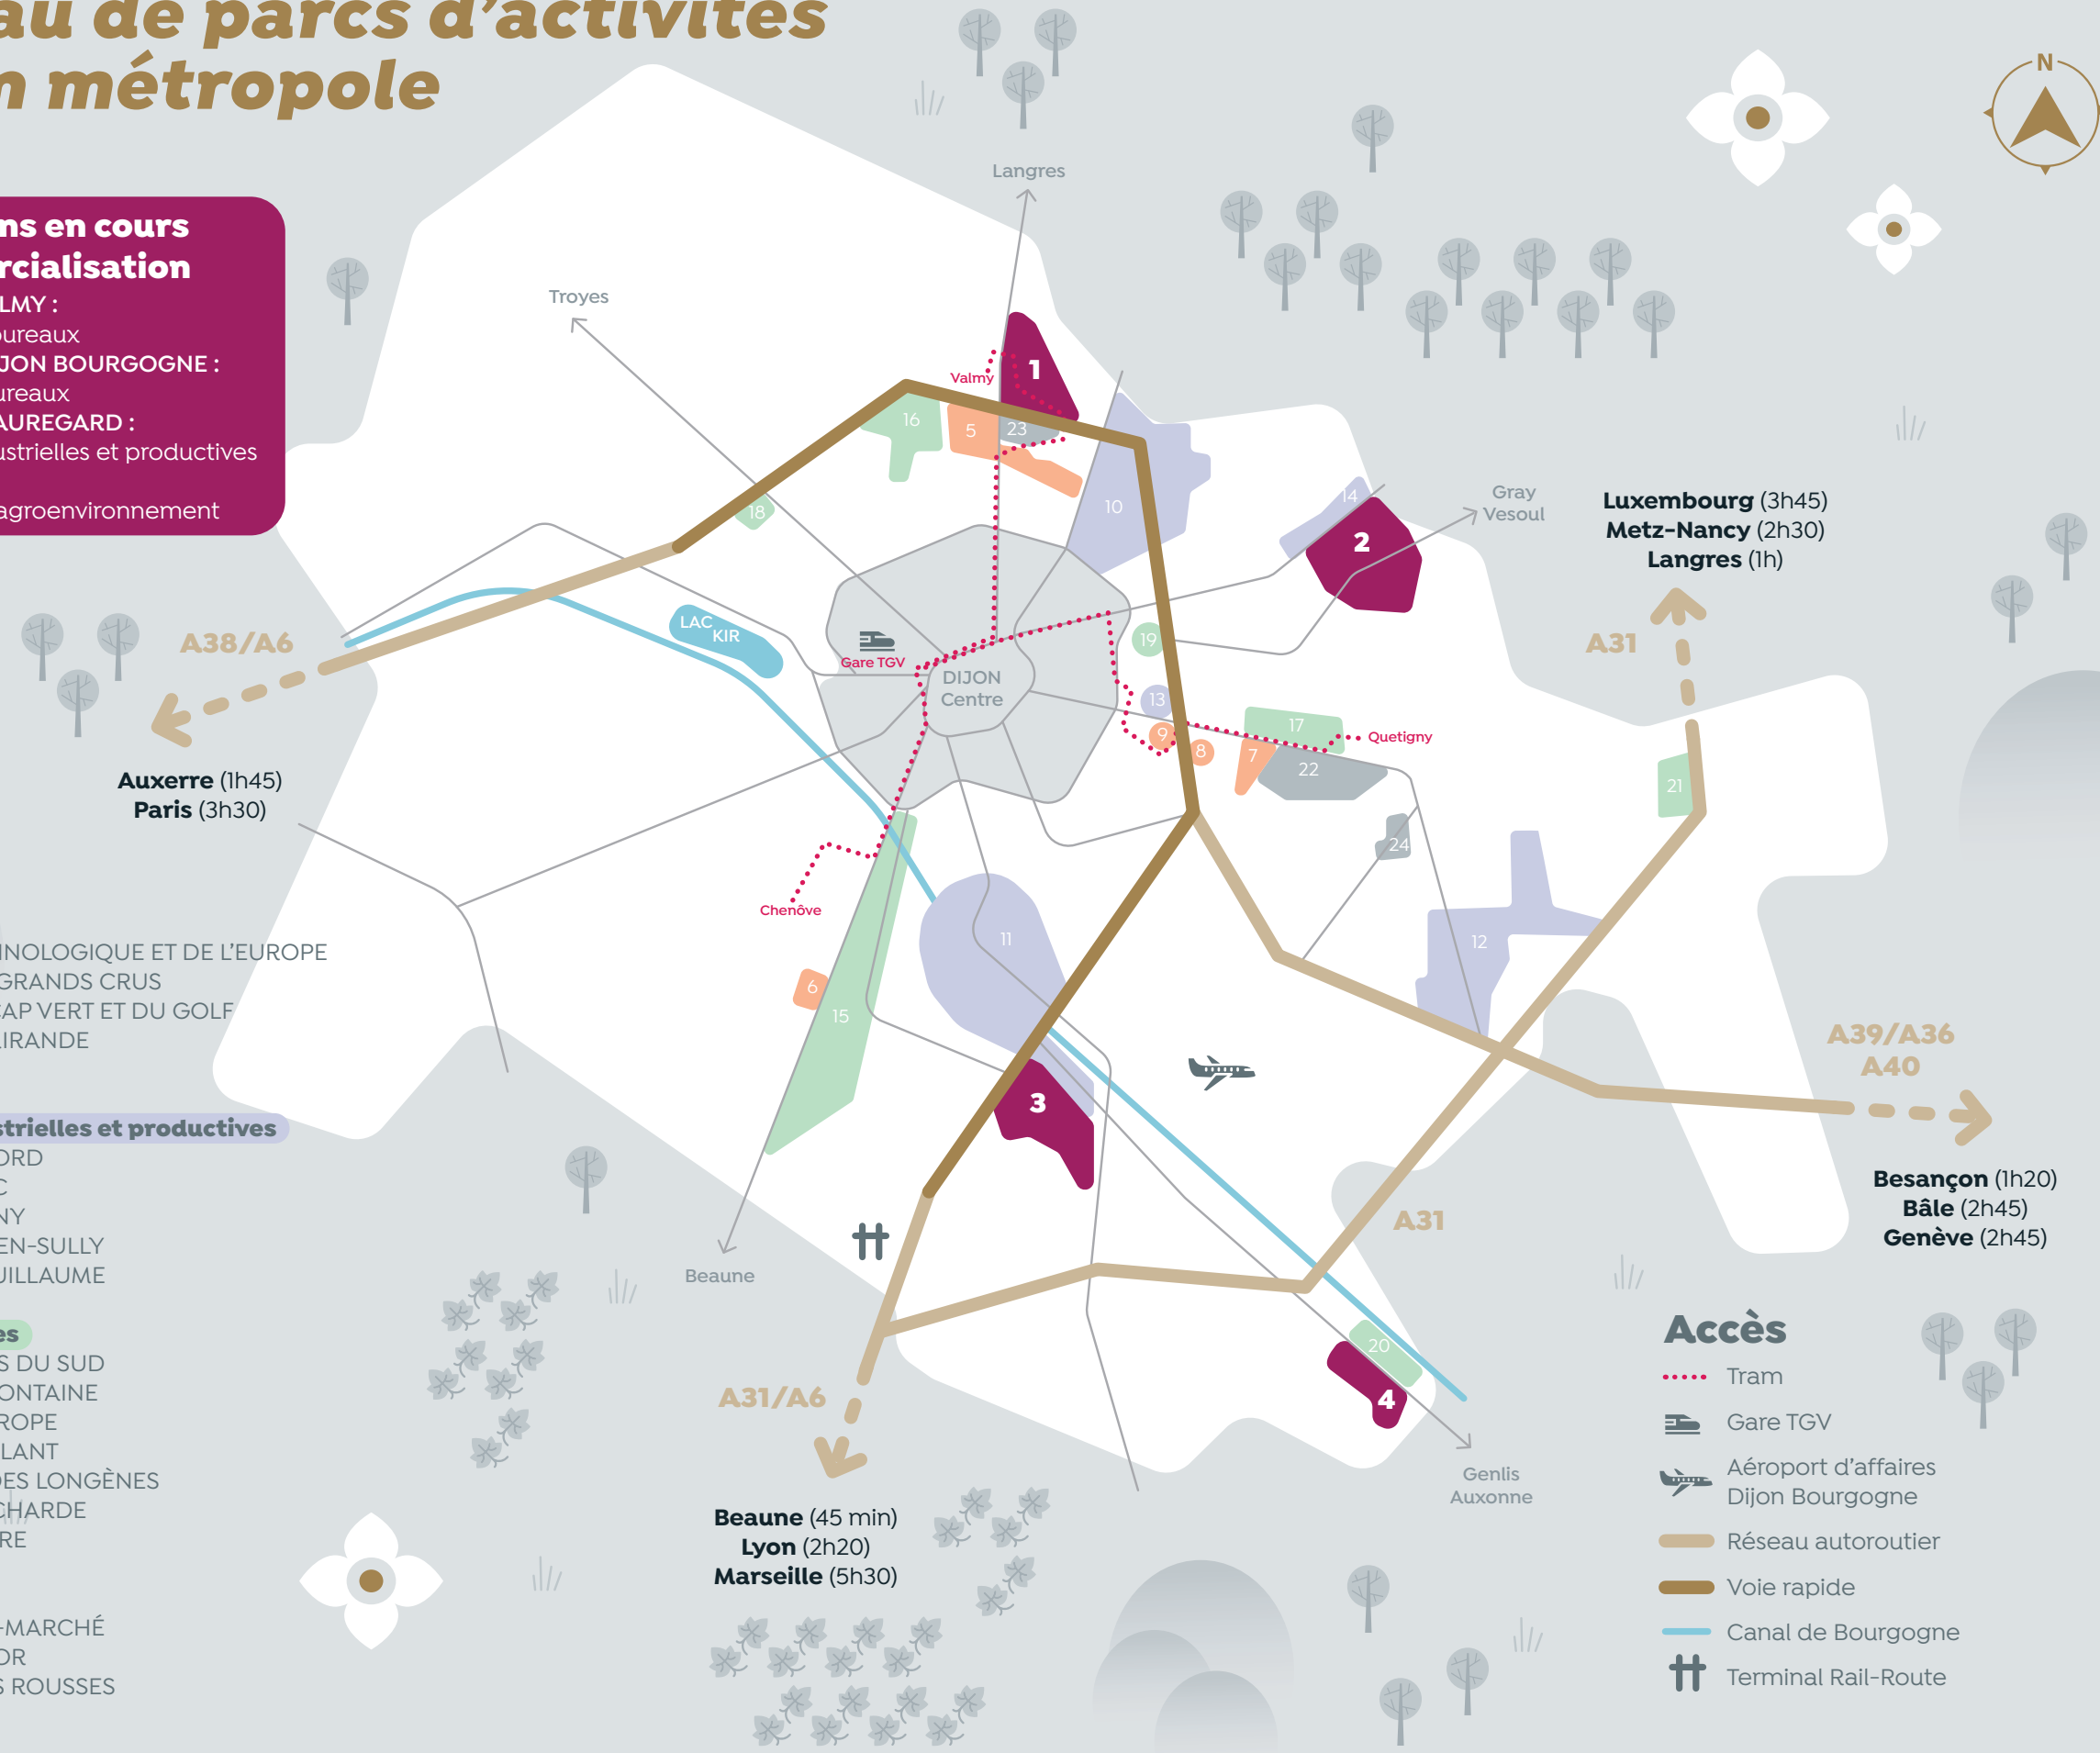 au de parcs d'activités
n métropole
N
ns en cours
rcialisation
LMY :
bureaux
JON BOURGOGNE :
ureaux
AUREGARD :
ustrielles et productives
agroenvironnement
Langres
Troyes
Valmy
1
16
5
23
10
18
14
2
Gray
Vesoul
Luxembourg (3h45)
Metz-Nancy (2h30)
Langres (1h)
A31
A38/A6
Auxerre (1h45)
Paris (3h30)
LAC
KIR
Gare TGV
DIJON
Centre
19
13
9
8
7
17
22
Quetigny
21
24
12
Chenôve
11
6
15
3
A39/A36
A40
Besançon (1h20)
Bâle (2h45)
Genève (2h45)
A31
Beaune
20
4
Genlis
Auxonne
A31/A6
Beaune (45 min)
Lyon (2h20)
Marseille (5h30)
NOLOGIQUE ET DE L'EUROPE
GRANDS CRUS
CAP VERT ET DU GOLF
IRANDE
strielles et productives
ORD
C
NY
EN-SULLY
UILLAUME
es
S DU SUD
ONTAINE
ROPE
LANT
DES LONGÈNES
CHARDE
RE
-MARCHÉ
OR
S ROUSSES
Accès
Tram
Gare TGV
Aéroport d'affaires
Dijon Bourgogne
Réseau autoroutier
Voie rapide
Canal de Bourgogne
Terminal Rail-Route